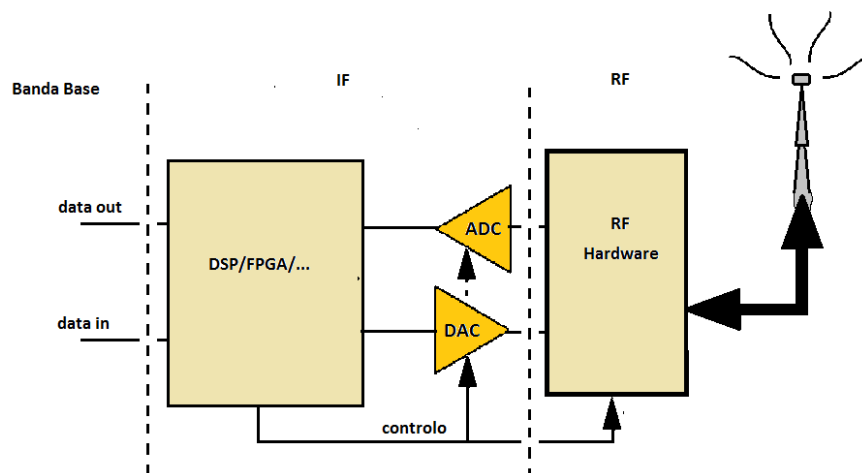 Banda Base
IF
RF
data out
ADC
RF
Hardware
DSP/FPGA/...
data in
DAC
controlo